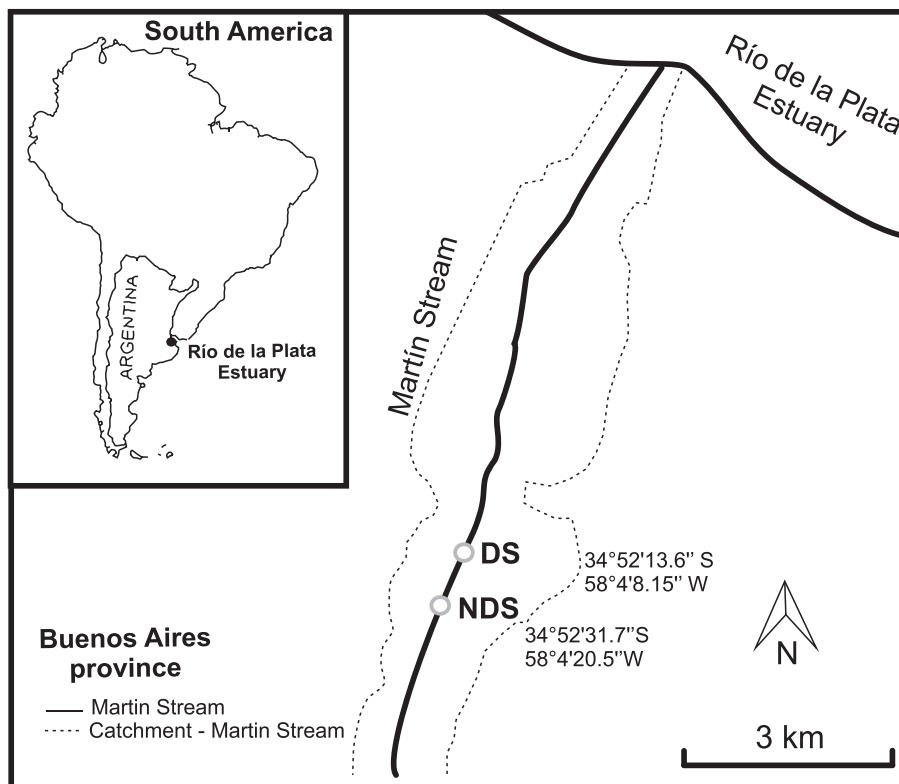 South America
ARGENTINA
Río de la Plata
Estuary
Río de la Plata
Estuary
Martín Stream
DS
34°52'13.6'' S
58°4'8.15'' W
NDS
34°52'31.7''S
58°4'20.5''W
Buenos Aires
province
Martin Stream
Catchment - Martin Stream
N
3 km